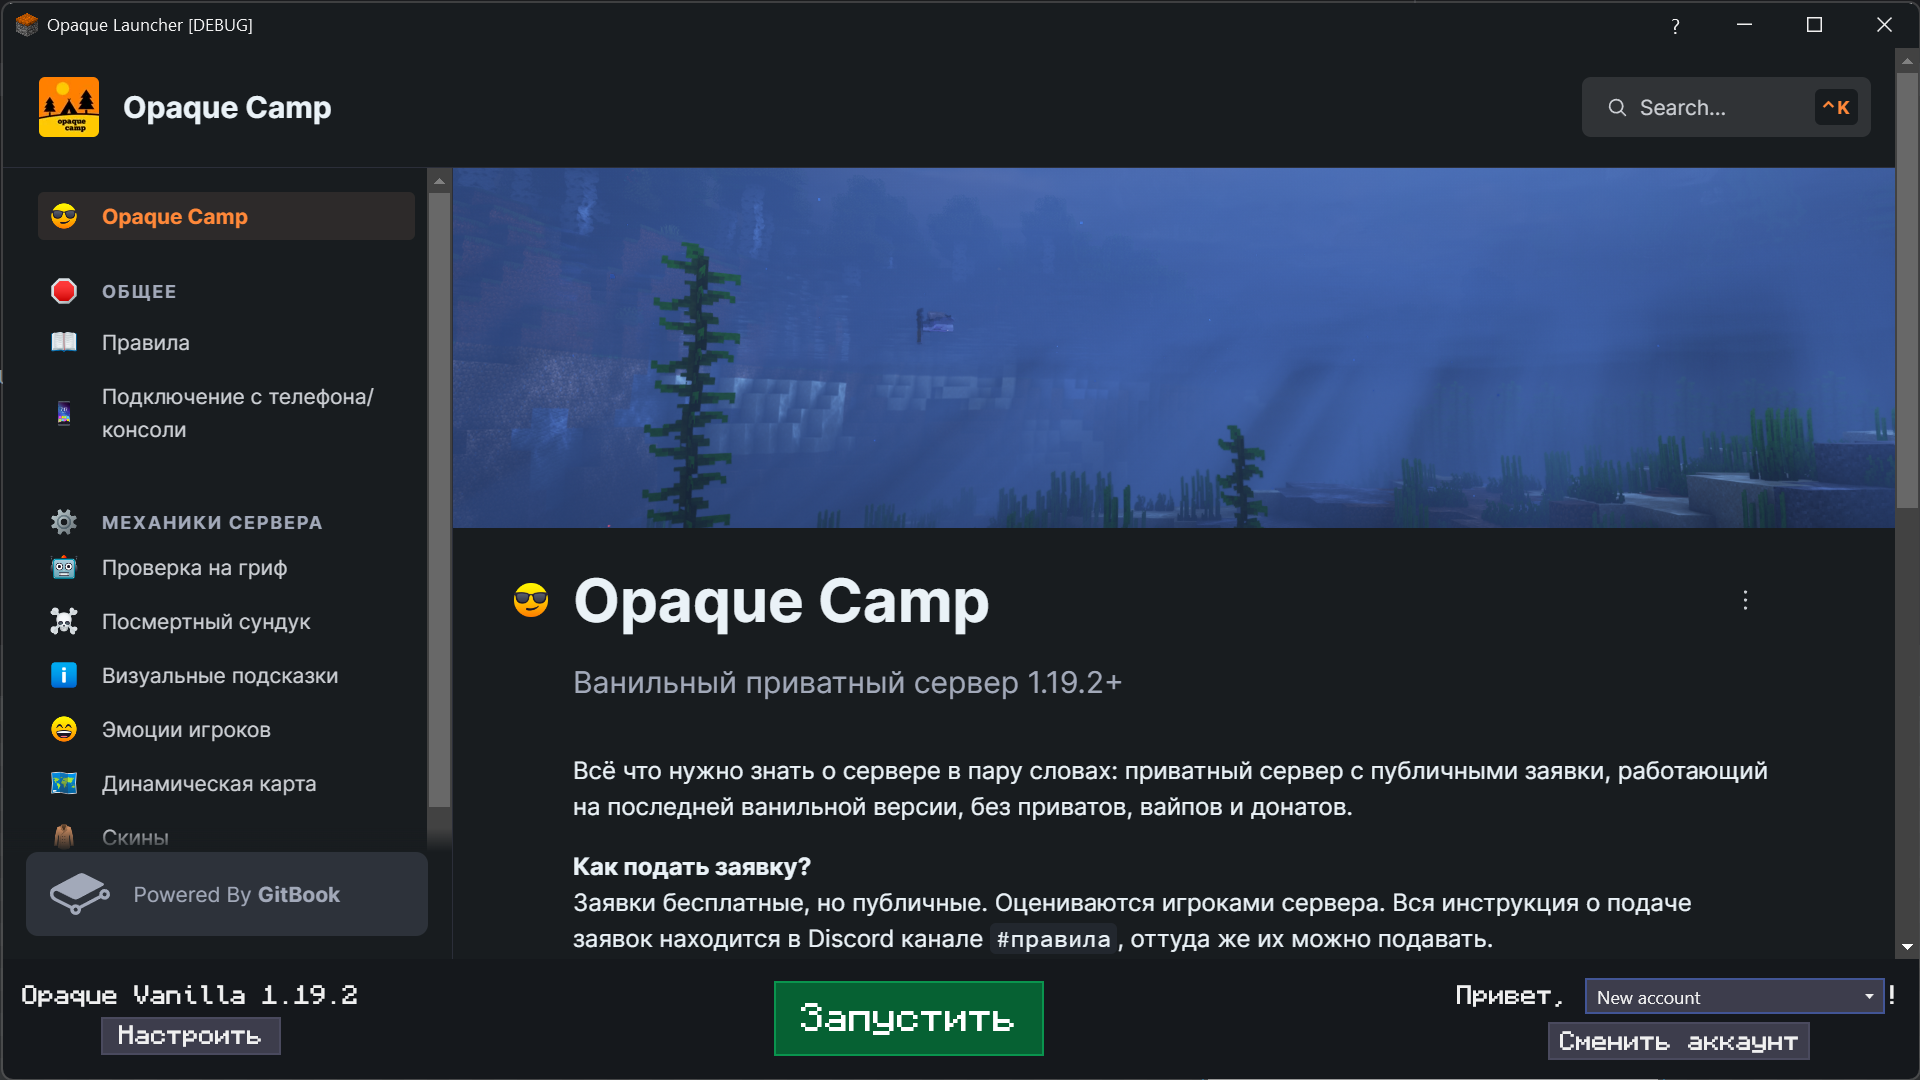 Opaque Launcher [DEBUG]
?
opaque
camp
Opaque Camp
Search...
^K
Opaque Camp
ОБЩЕЕ
Правила
Подключение с телефона/
консоли
МЕХАНИКИ СЕРВЕРА
Проверка на гриф
Посмертный сундук
Визуальные подсказки
Эмоции игроков
Динамическая карта
Скины
Powered By GitBook
Opaque Camp
Ванильный приватный сервер 1.19.2+
Всё что нужно знать о сервере в пару словах: приватный сервер с публичными заявки, работающий
на последней ванильной версии, без приватов, вайпов и донатов.
Как подать заявку?
Заявки бесплатные, но публичные. Оцениваются игроками сервера. Вся инструкция о подаче
заявок находится в Discord канале #правила, оттуда же их можно подавать.
Opaque Vanilla 1.19.2
Настроить
Запустить
Привет, New account !
Сменить аккаунт